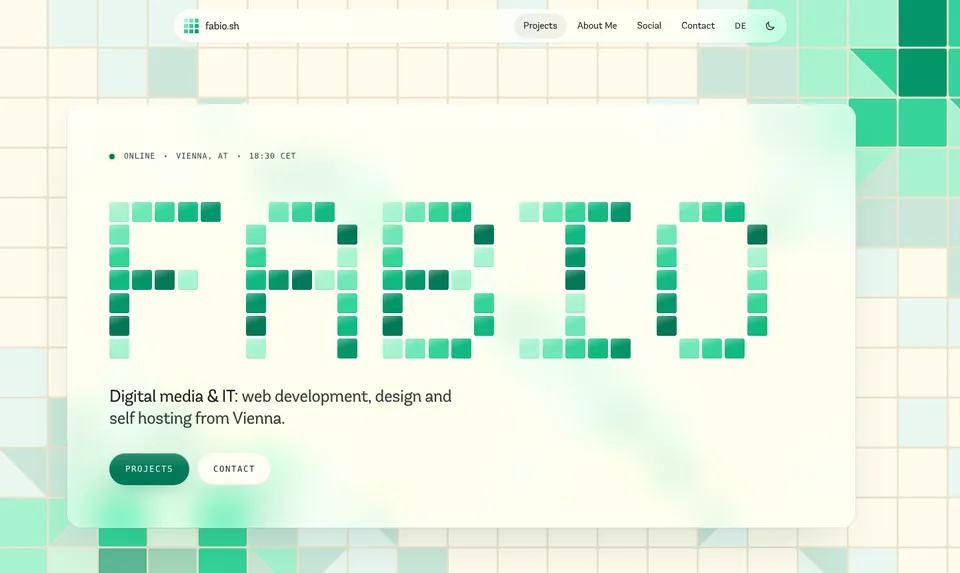 fabio.sh
Projects
About Me
Social
Contact
DE
ONLINE • VIENNA, AT • 18:30 CET
FABIO
Digital media & IT: web development, design and
self hosting from Vienna.
PROJECTS
CONTACT